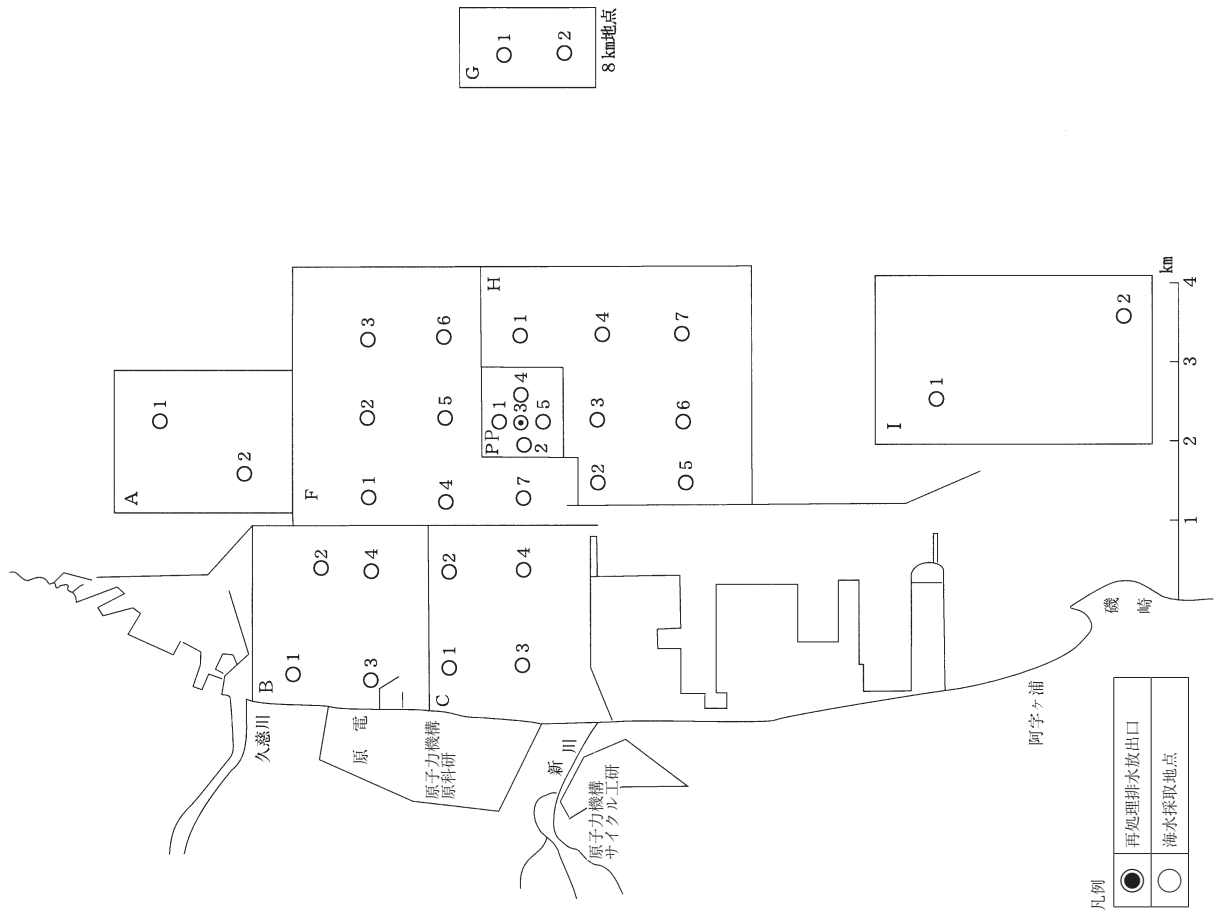 G
1
2
8km地点
A
1
2
F
1
2
3
4
5
6
7
B
1
2
3
4
C
1
2
3
4
PP
1
2
3
4
5
H
1
2
3
4
5
6
7
I
1
2
久慈川
原電
原子力機構
原科研
新川
原子力機構
サイクル工研
阿字ヶ浦
磯崎
km
1
2
3
4
凡例
再処理排水放出口
海水採取地点